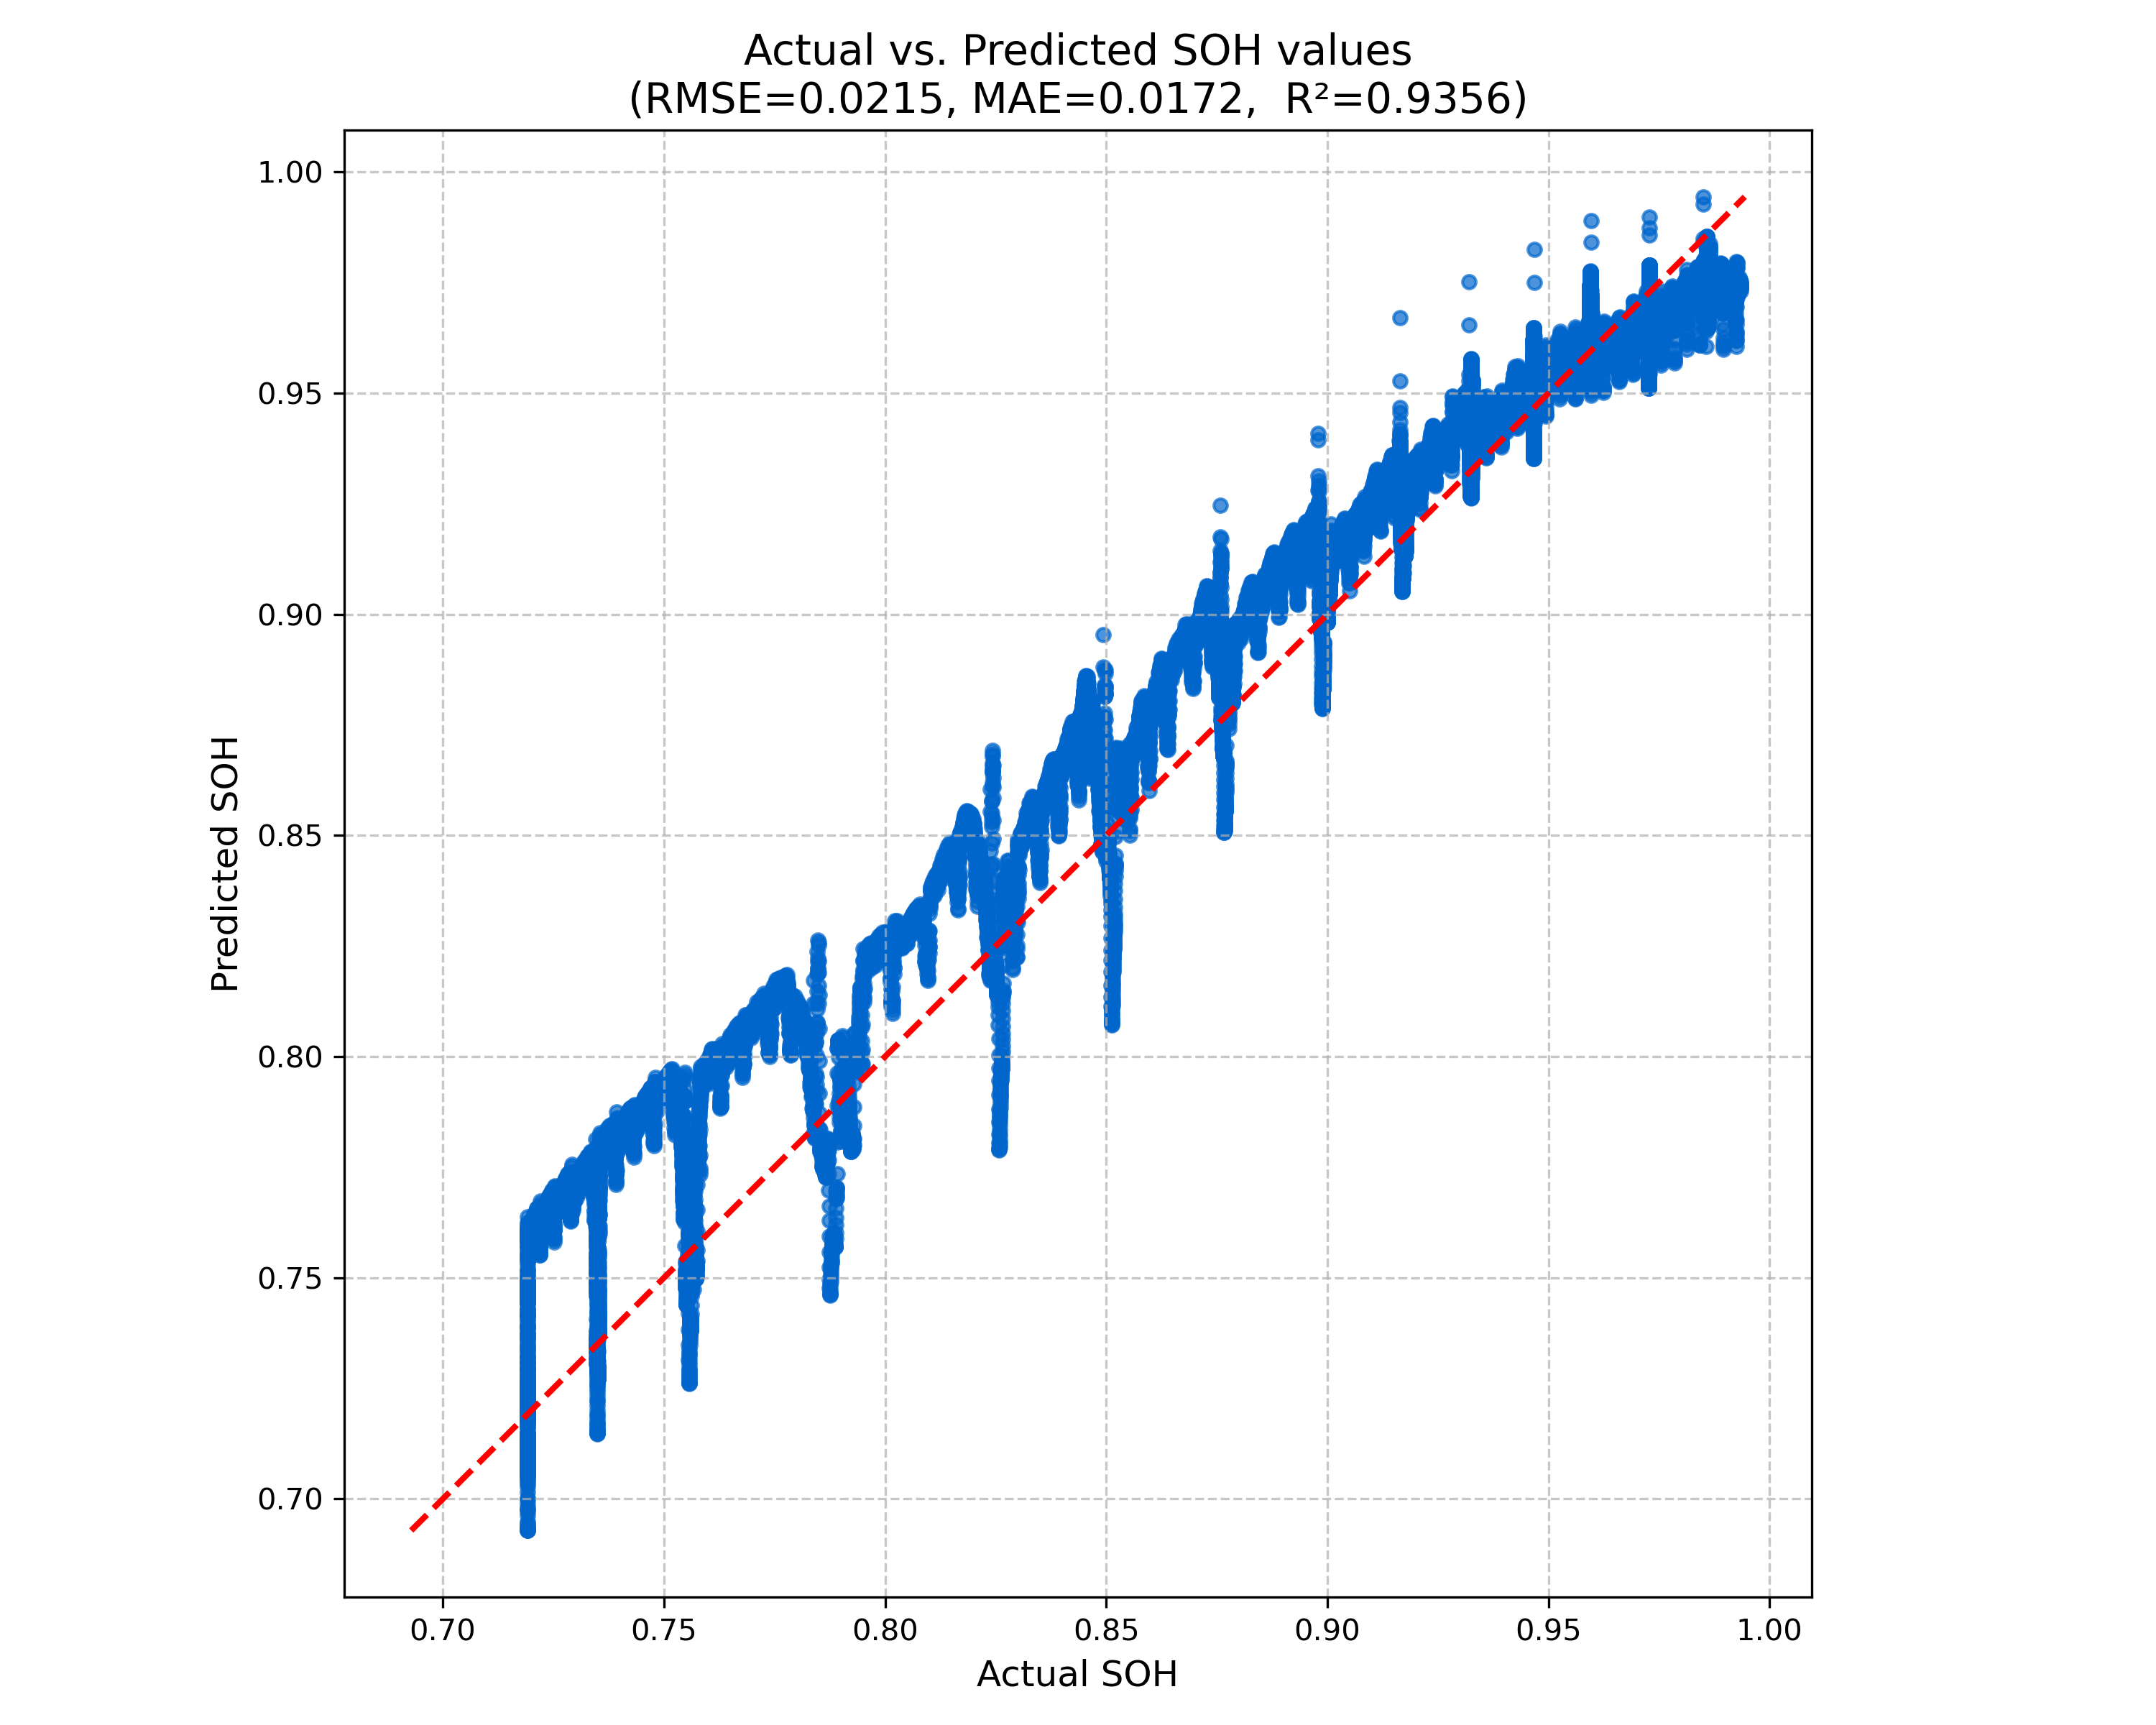 Actual vs. Predicted SOH values
(RMSE=0.0215, MAE=0.0172,  R²=0.9356)
1.00
0.95
0.90
0.85
0.80
0.75
0.70
Predicted SOH
0.70 0.75 0.80 0.85 0.90 0.95 1.00
Actual SOH